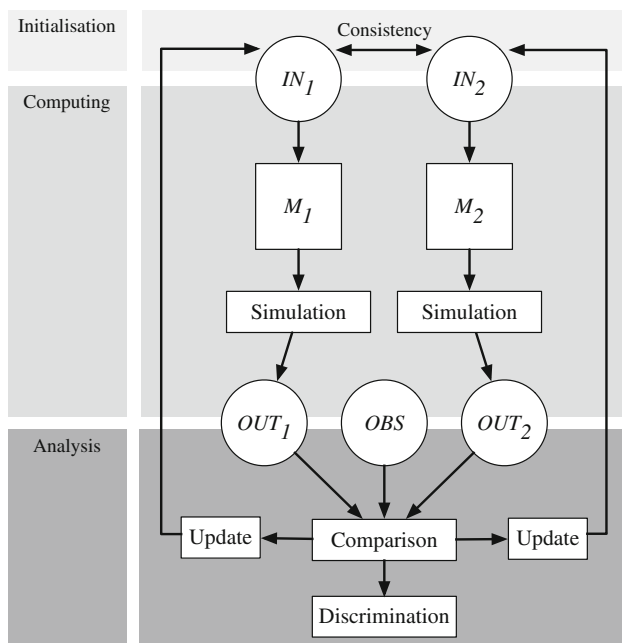 Initialisation
Consistency
IN1
IN2
Computing
M1
M2
Simulation
Simulation
OUT1
OBS
OUT2
Analysis
Update
Comparison
Update
Discrimination